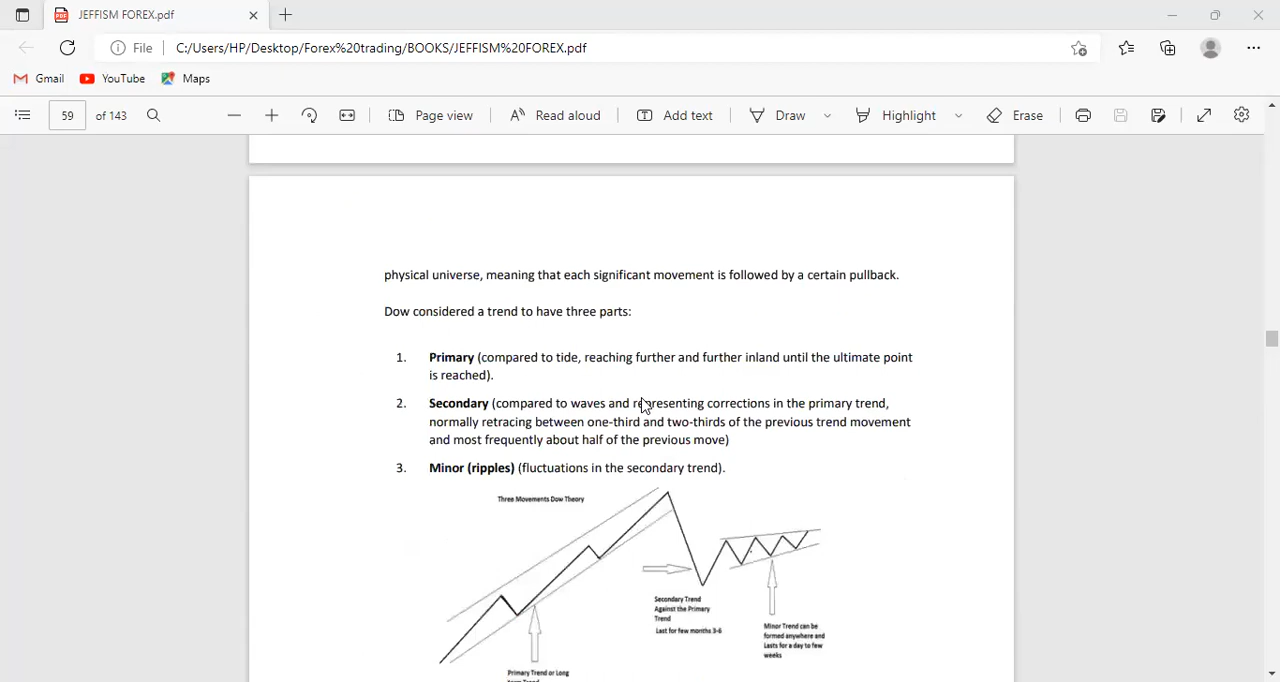 JEFFISM FOREX.pdf
File
C:/Users/HP/Desktop/Forex%20trading/BOOKS/JEFFISM%20FOREX.pdf
Gmail YouTube Maps
59 of 143 Page view Read aloud Add text Draw Highlight Erase
physical universe, meaning that each significant movement is followed by a certain pullback.
Dow considered a trend to have three parts:
1. Primary (compared to tide, reaching further and further inland until the ultimate point
is reached).
2. Secondary (compared to waves and representing corrections in the primary trend,
normally retracing between one-third and two-thirds of the previous trend movement
and most frequently about half of the previous move)
3. Minor (ripples) (fluctuations in the secondary trend).
Three Movements Dow Theory
Secondary Trend
Against the Primary
Trend
Last for few months 3-6
Minor Trend can be
formed anywhere and
Lasts for a day to few
weeks
Primary Trend or Long